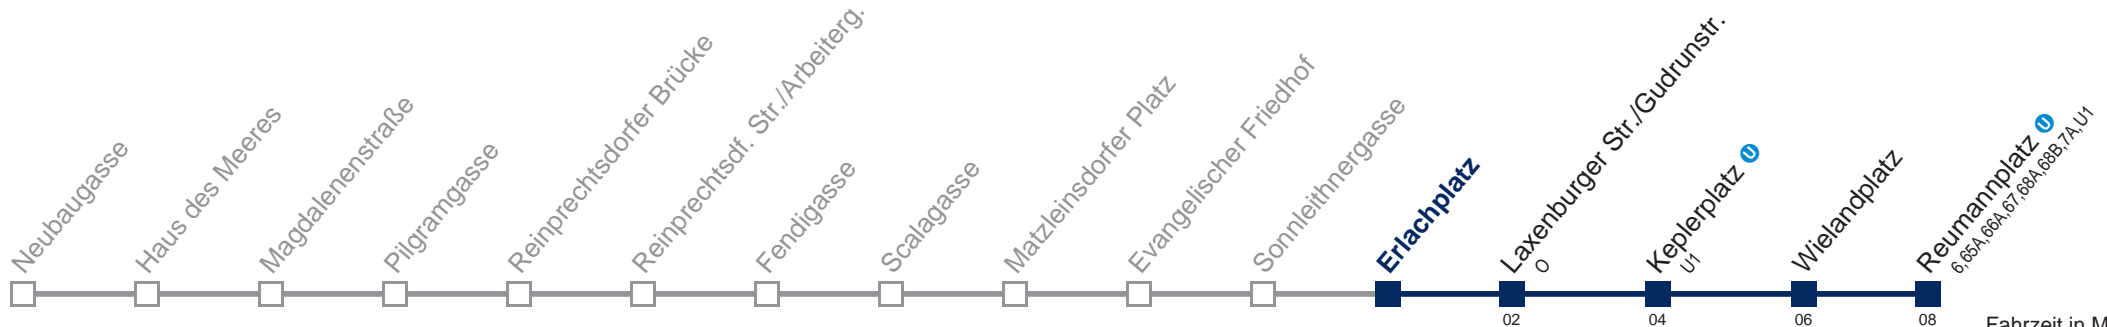 Neubaugasse
Haus des Meeres
Magdalenenstraße
Pilgramgasse
Reinprechtsdorfer Brücke
Reinprechtsdf. Str./Arbeiterg.
Fendigasse
Scalagasse
Matzleinsdorfer Platz
Evangelischer Friedhof
Sonnleithnergasse
Erlachplatz
Laxenburger Str./Gudrunstr.
O
Keplerplatz U
U1
Wielandplatz
Reumannplatz U
6,65A,66A,67,68A,68B,7A,U1
02 04 06 08
Fahrzeit in M